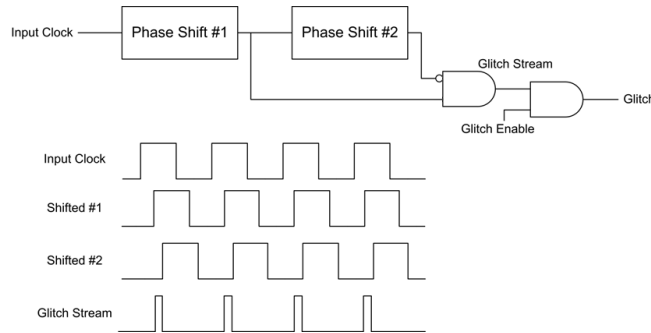 Input Clock
Phase Shift #1
Phase Shift #2
Glitch Stream
Glitch Enable
Glitch
Input Clock
Shifted #1
Shifted #2
Glitch Stream